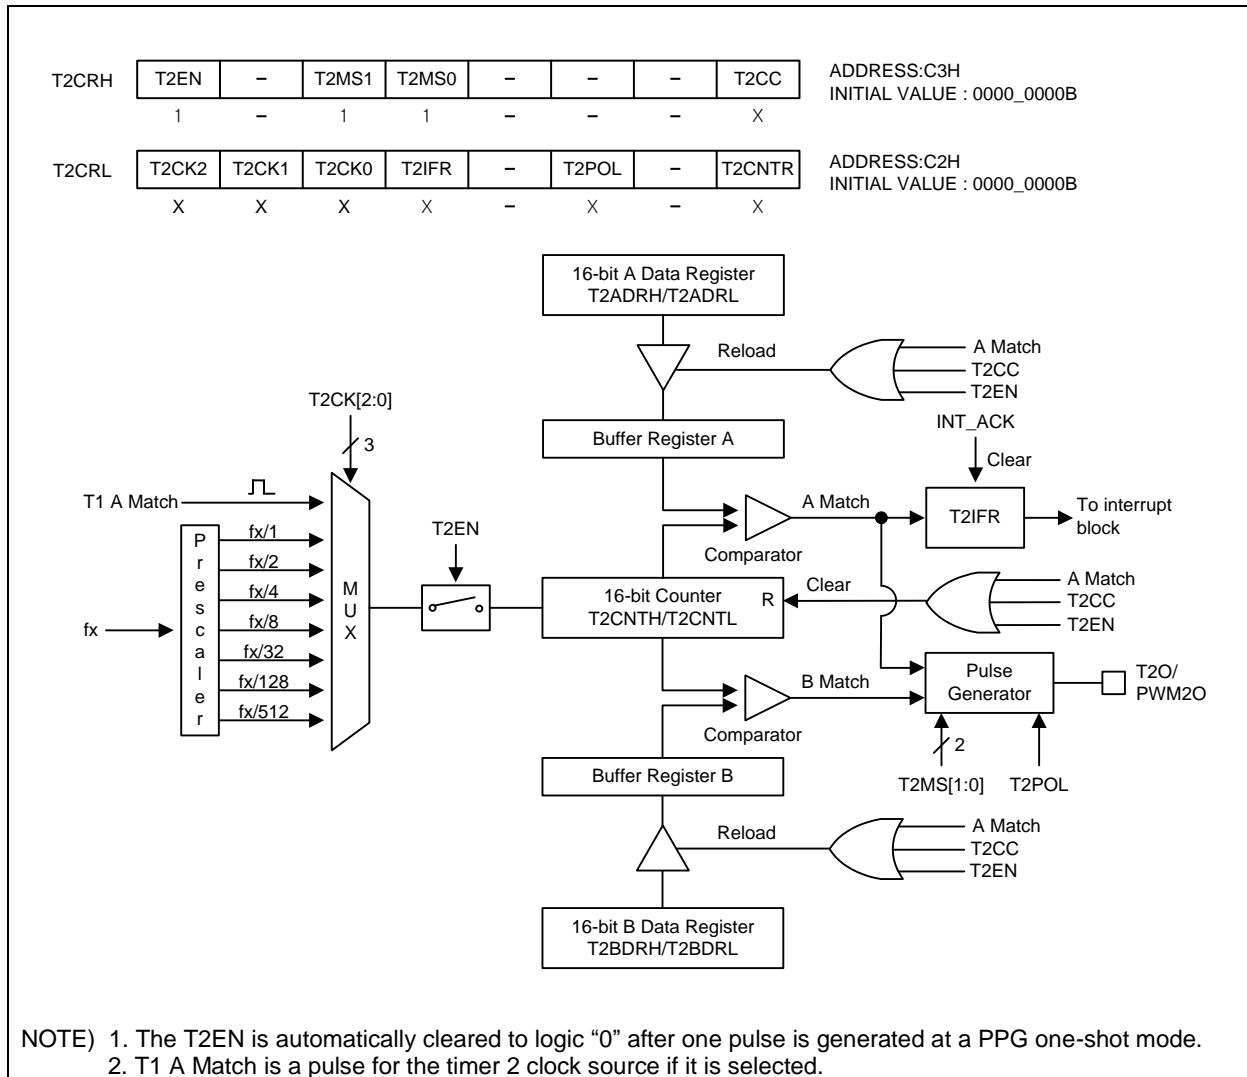 T2CRH T2EN – T2MS1 T2MS0 – – – T2CC ADDRESS:C3H
INITIAL VALUE : 0000_0000B
1 – 1 1 – – – X
T2CRL T2CK2 T2CK1 T2CK0 T2IFR – T2POL – T2CNTR ADDRESS:C2H
INITIAL VALUE : 0000_0000B
X X X X – X – X
16-bit A Data Register
T2ADRH/T2ADRL
Reload
A Match
T2CC
T2EN
T2CK[2:0]
3
Buffer Register A
INT_ACK
Clear
T1 A Match
A Match
T2IFR
To interrupt
block
Comparator
Prescaler
fx/1
fx/2
fx/4
fx/8
fx/32
fx/128
fx/512
fx
MUX
T2EN
16-bit Counter
T2CNTH/T2CNTL
R
Clear
A Match
T2CC
T2EN
B Match
Pulse
Generator
T2O/
PWM2O
Comparator
2
T2MS[1:0]
T2POL
Buffer Register B
Reload
A Match
T2CC
T2EN
16-bit B Data Register
T2BDRH/T2BDRL
NOTE) 1. The T2EN is automatically cleared to logic “0” after one pulse is generated at a PPG one-shot mode.
2. T1 A Match is a pulse for the timer 2 clock source if it is selected.